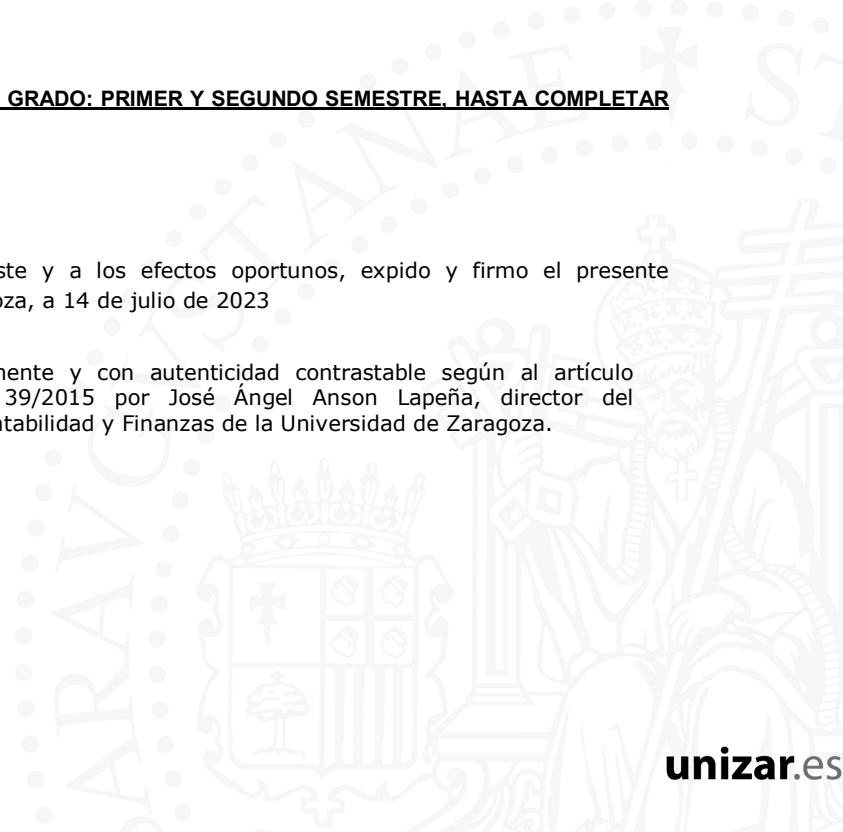 GRADO: PRIMER Y SEGUNDO SEMESTRE, HASTA COMPLETAR
ste y a los efectos oportunos, expido y firmo el presente
oza, a 14 de julio de 2023
mente y con autenticidad contrastable según al artículo
39/2015 por José Ángel Anson Lapeña, director del
ntabilidad y Finanzas de la Universidad de Zaragoza.
unizar.es